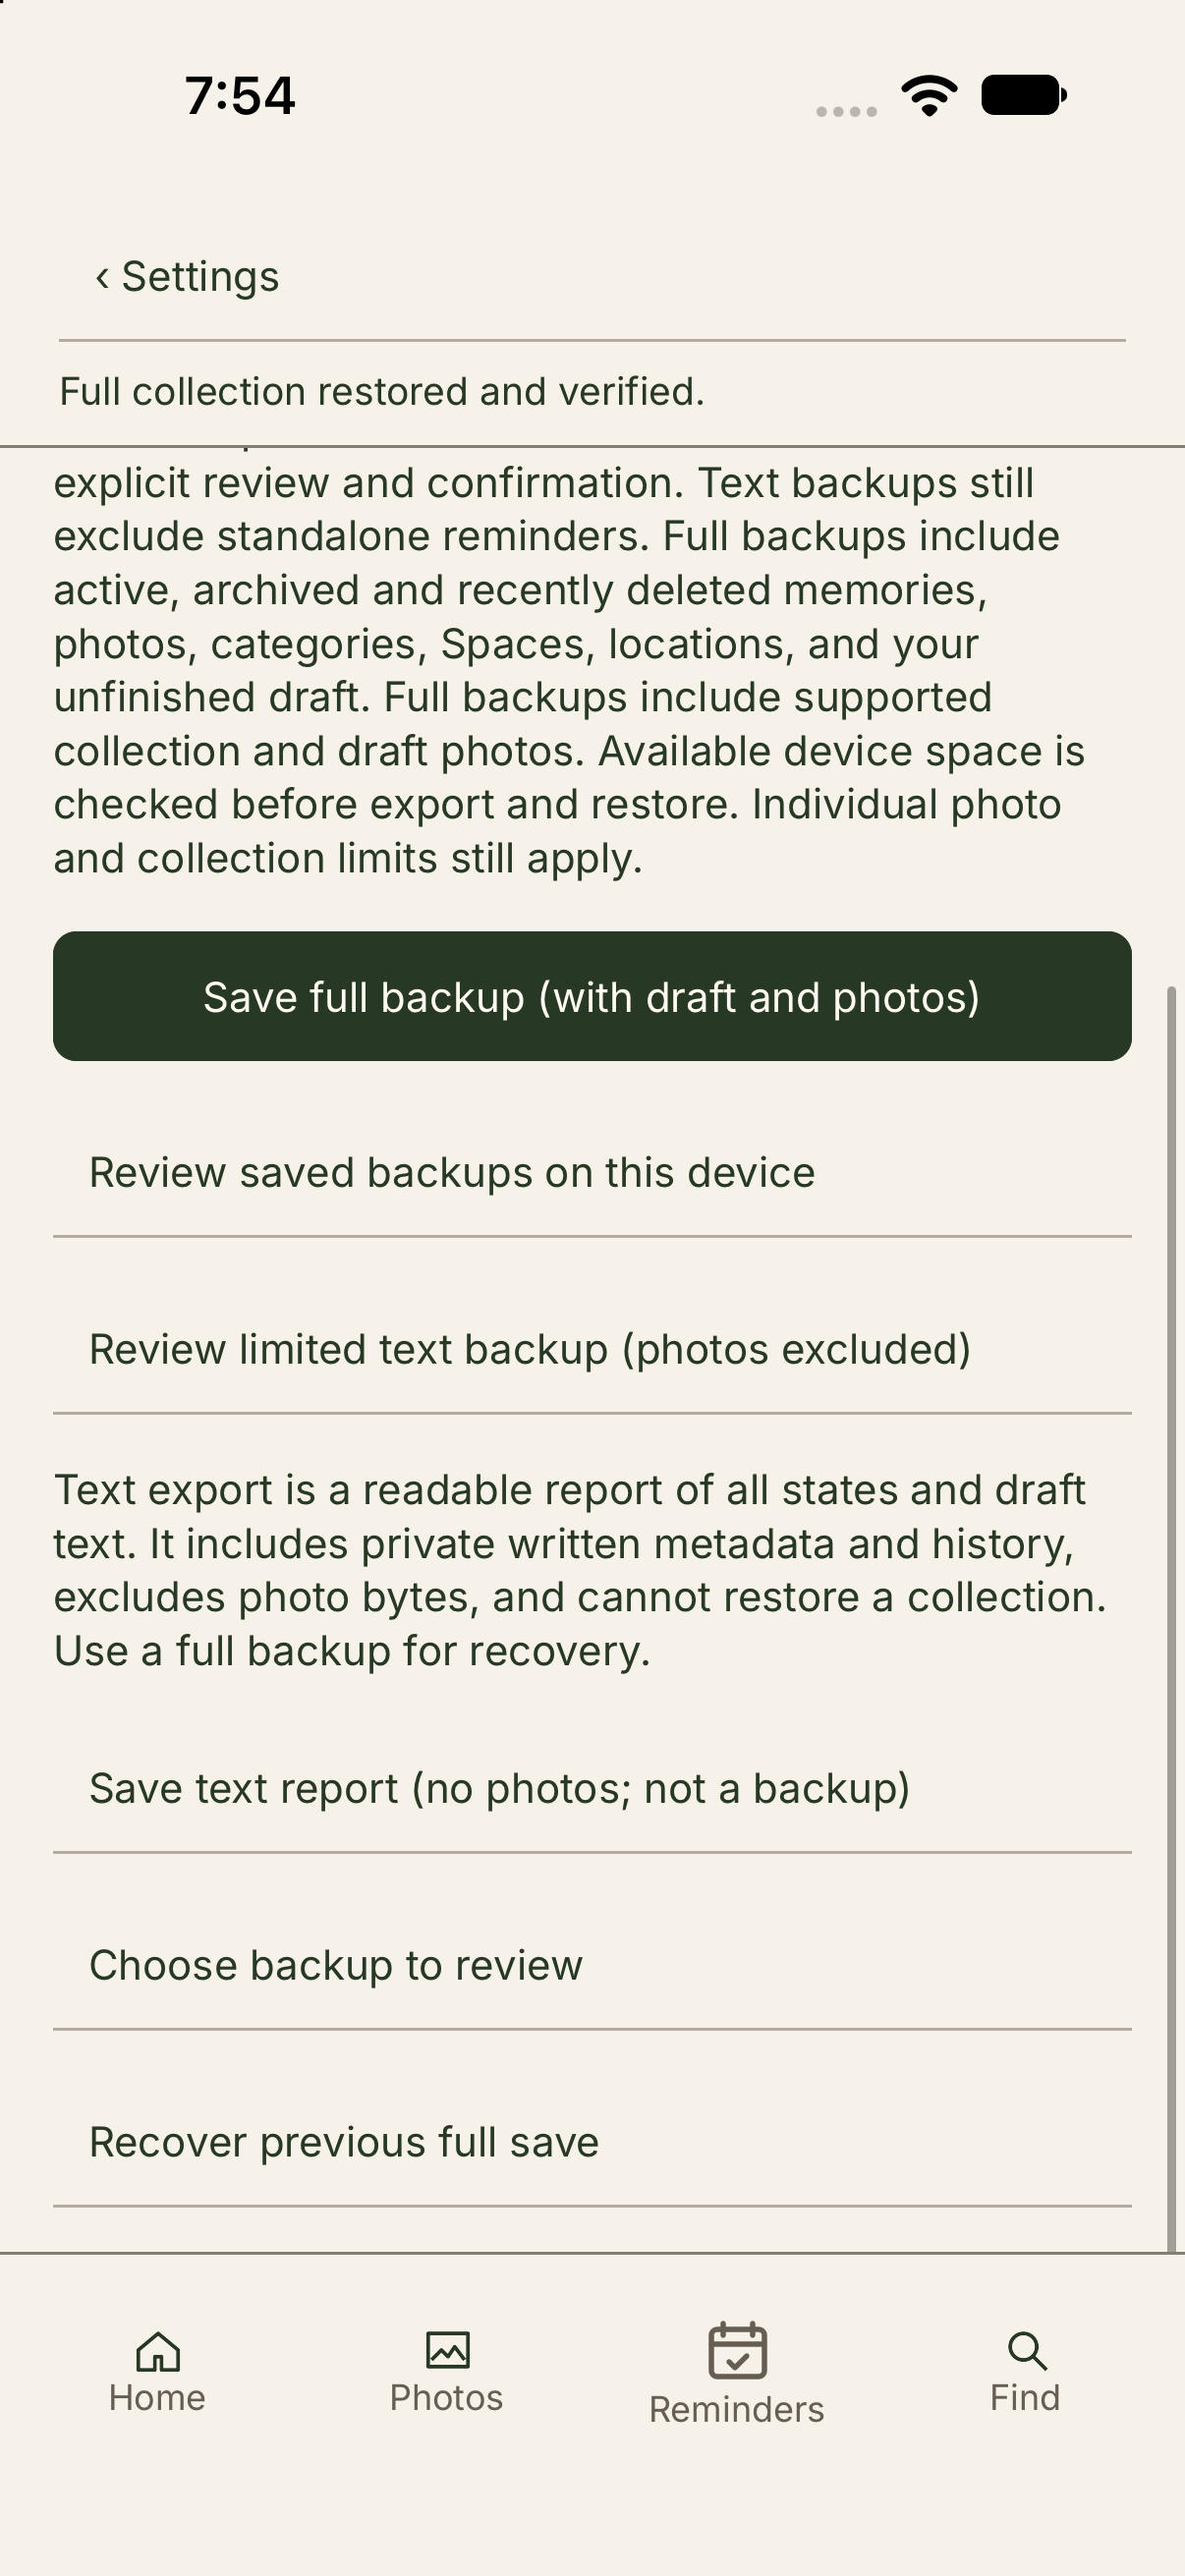 7:54
‹ Settings
Full collection restored and verified.
explicit review and confirmation. Text backups still
exclude standalone reminders. Full backups include
active, archived and recently deleted memories,
photos, categories, Spaces, locations, and your
unfinished draft. Full backups include supported
collection and draft photos. Available device space is
checked before export and restore. Individual photo
and collection limits still apply.
Save full backup (with draft and photos)
Review saved backups on this device
Review limited text backup (photos excluded)
Text export is a readable report of all states and draft
text. It includes private written metadata and history,
excludes photo bytes, and cannot restore a collection.
Use a full backup for recovery.
Save text report (no photos; not a backup)
Choose backup to review
Recover previous full save
Home
Photos
Reminders
Find